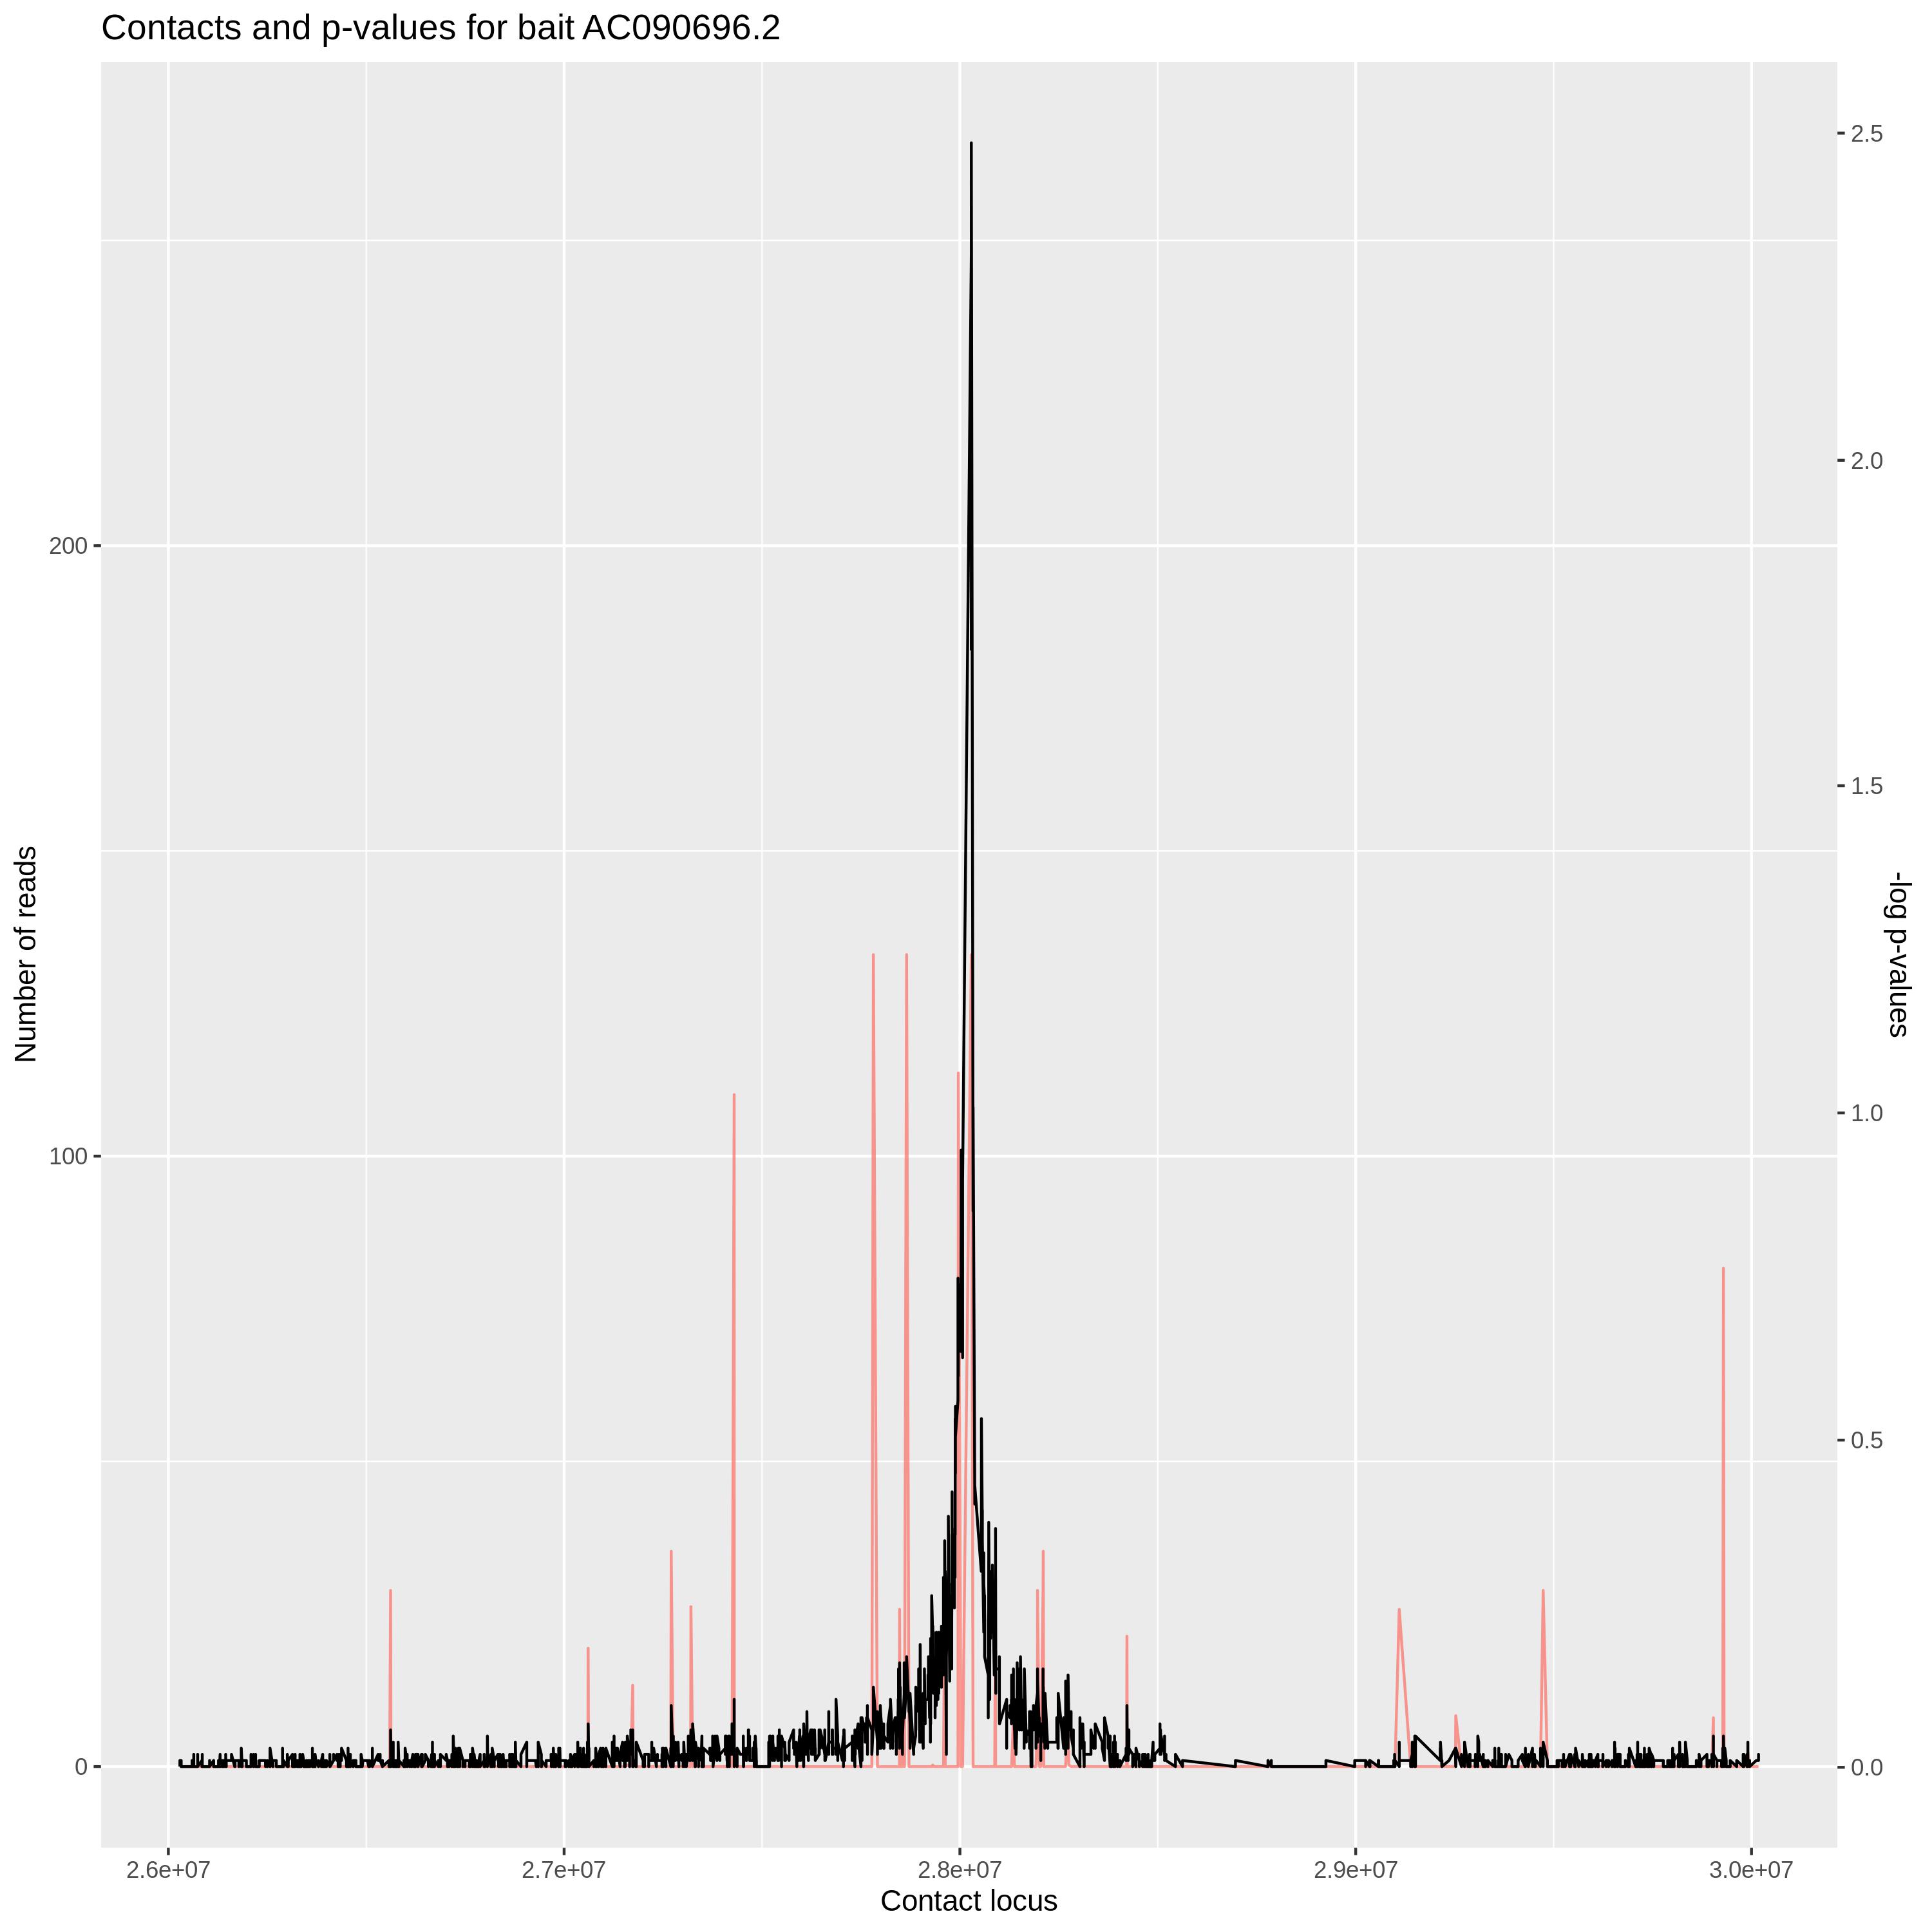 Contacts and p-values for bait AC090696.2
Number of reads
200
100
0
2.5
2.0
1.5
1.0
0.5
0.0
-log p-values
2.6e+07 2.7e+07 2.8e+07 2.9e+07 3.0e+07
Contact locus